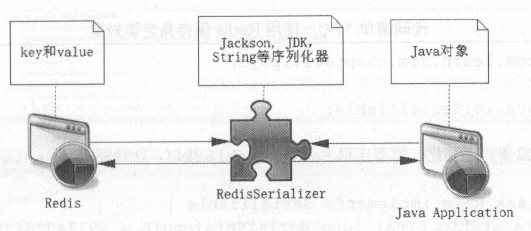 key和value
Jackson, JDK,
String等序列化器
Java对象
Redis
RedisSerializer
Java Application